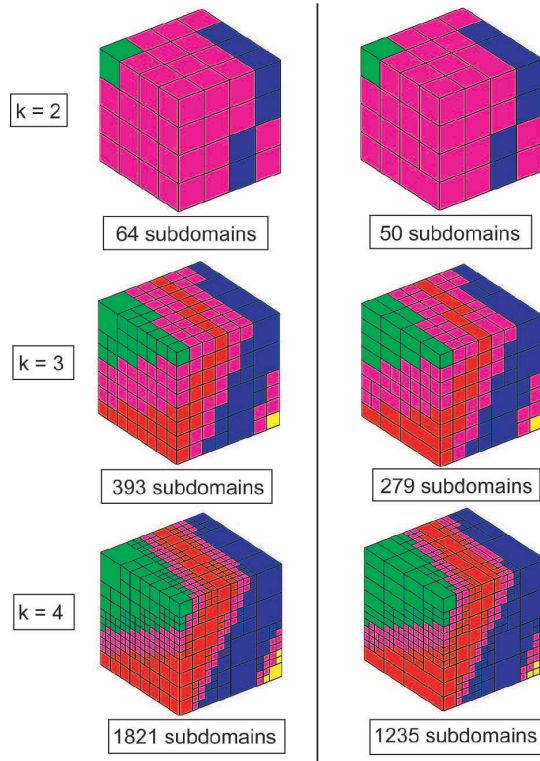 k = 2
64 subdomains
50 subdomains
k = 3
393 subdomains
279 subdomains
k = 4
1821 subdomains
1235 subdomains